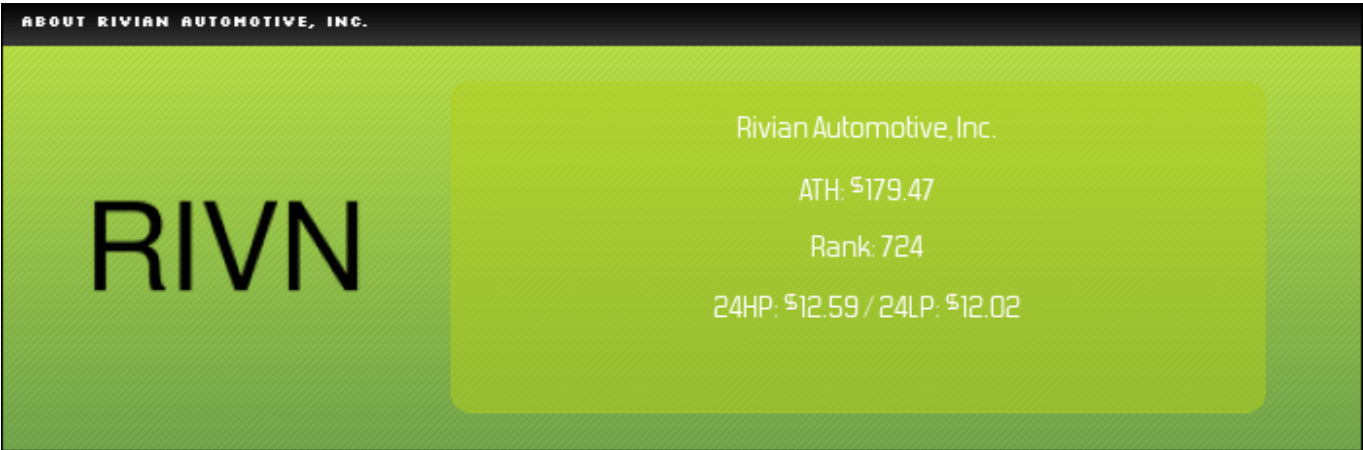 ABOUT RIVIAN AUTOMOTIVE, INC.
RIVN
Rivian Automotive, Inc.
ATH: $179.47
Rank: 724
24HP: $12.59 / 24LP: $12.02